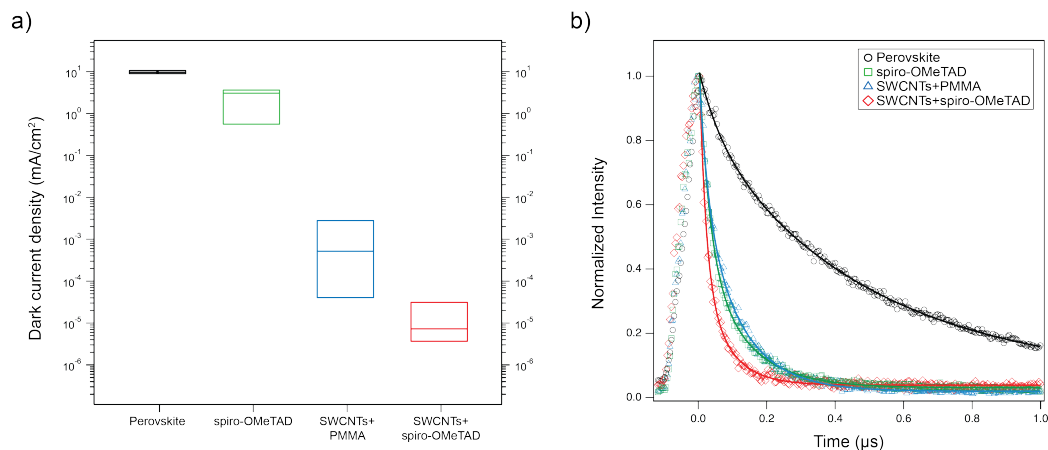 a)
Dark current density (mA/cm²)
10¹
10⁰
10⁻¹
10⁻²
10⁻³
10⁻⁴
10⁻⁵
10⁻⁶
10¹
10⁰
10⁻¹
10⁻²
10⁻³
10⁻⁴
10⁻⁵
10⁻⁶
Perovskite
spiro-OMeTAD
SWCNTs+
PMMA
SWCNTs+
spiro-OMeTAD
b)
Normalized Intensity
1.0
0.8
0.6
0.4
0.2
0.0
Perovskite
spiro-OMeTAD
SWCNTs+PMMA
SWCNTs+spiro-OMeTAD
0.0 0.2 0.4 0.6 0.8 1.0
Time (µs)